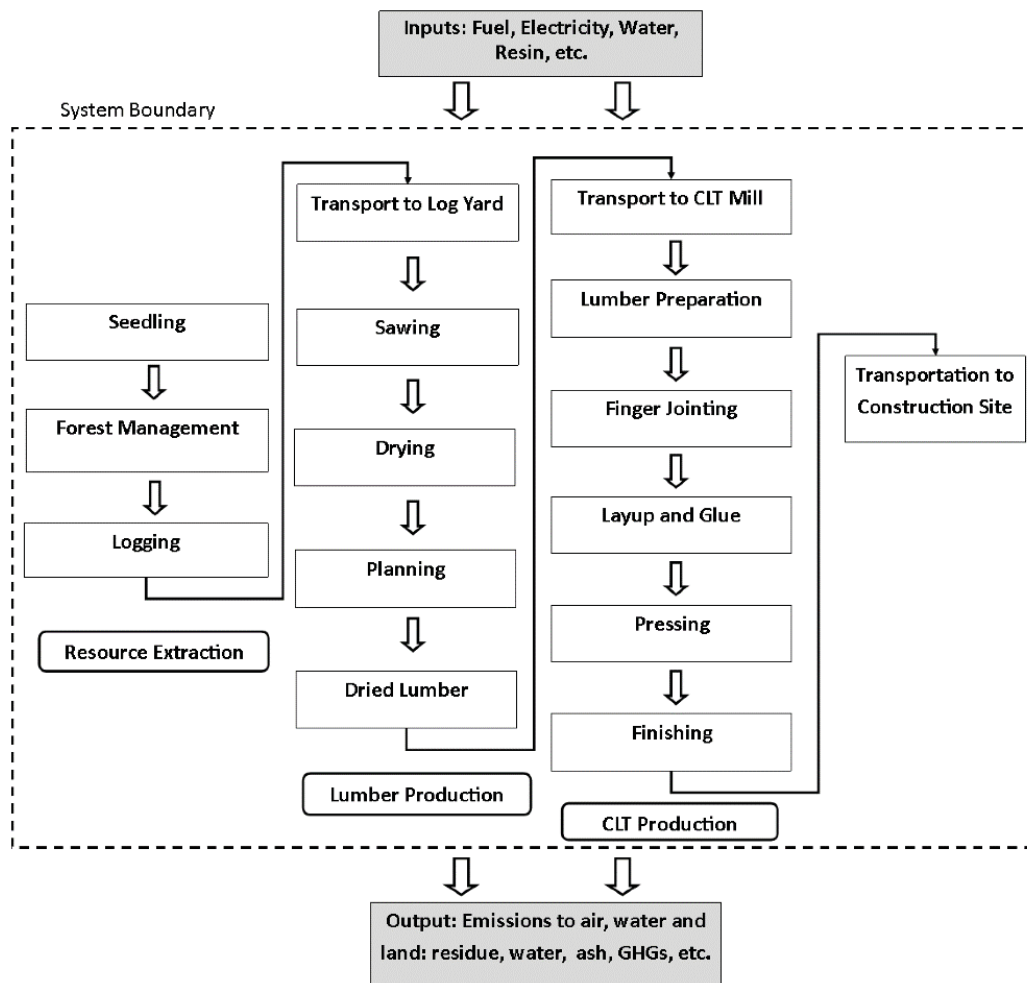 Inputs: Fuel, Electricity, Water,
Resin, etc.
System Boundary
Seedling
Forest Management
Logging
Resource Extraction
Transport to Log Yard
Sawing
Drying
Planning
Dried Lumber
Lumber Production
Transport to CLT Mill
Lumber Preparation
Finger Jointing
Layup and Glue
Pressing
Finishing
CLT Production
Transportation to
Construction Site
Output: Emissions to air, water and
land: residue, water, ash, GHGs, etc.